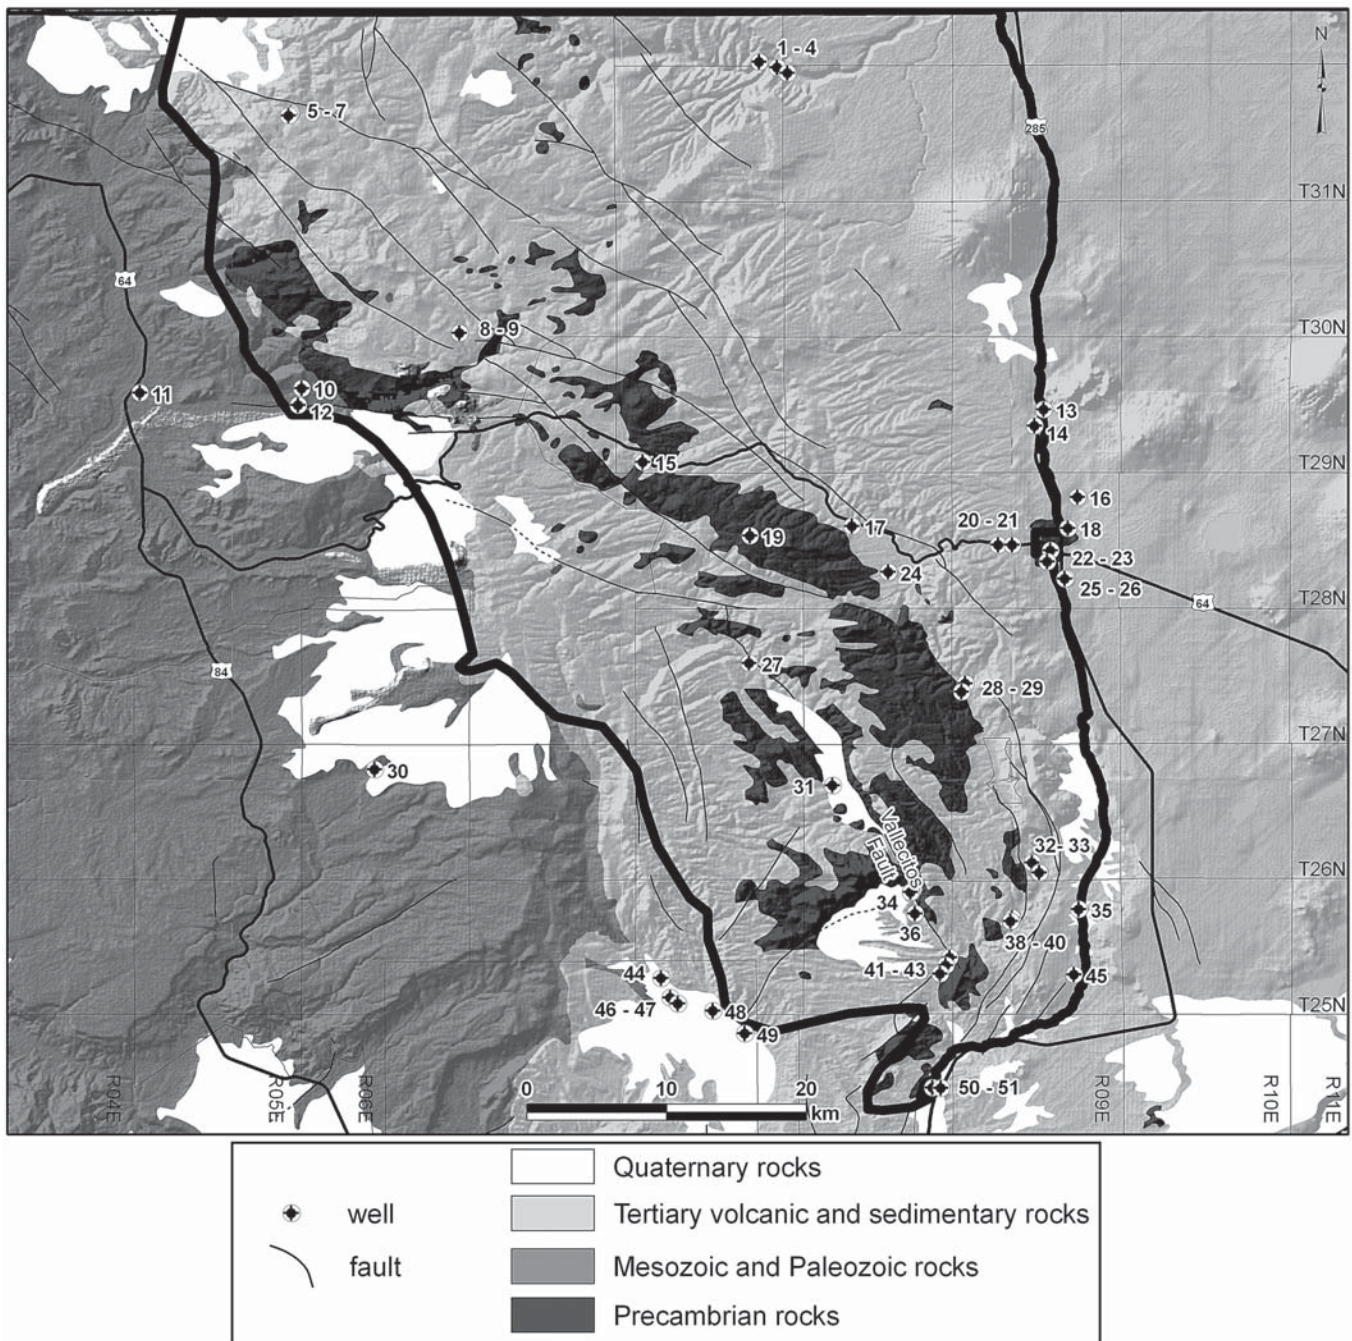 1 - 4
N
5 - 7
285
T31N
64
8 - 9
T30N
11
10
12
13
14
15
T29N
16
20 - 21
17
18
19
22 - 23
24
25 - 26
64
T28N
84
27
28 - 29
T27N
30
31
Vallecitos
Fault
32- 33
T26N
34
35
36
38 - 40
41 - 43
44
45
46 - 47
48
T25N
49
R04E
R05E
R06E
0 10 20
km
50 - 51
R09E
R10E
R11E
Quaternary rocks
well
Tertiary volcanic and sedimentary rocks
fault
Mesozoic and Paleozoic rocks
Precambrian rocks